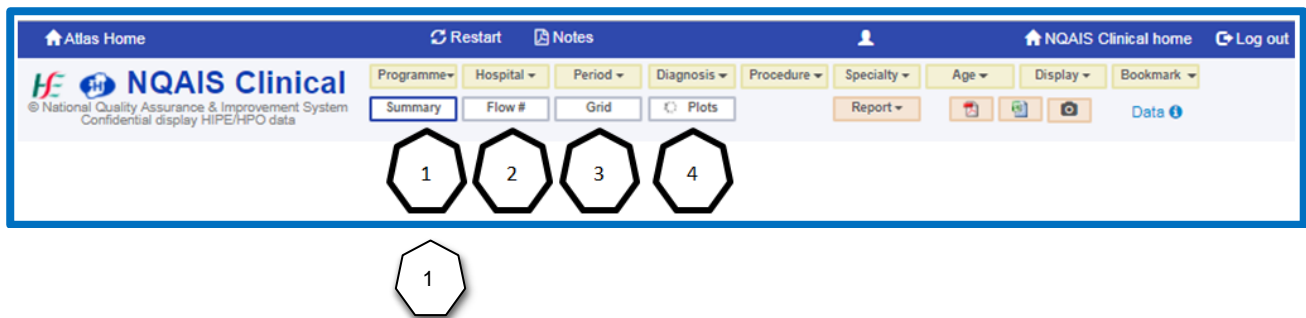 Atlas Home Restart Notes NQAIS Clinical home Log out
NQAIS Clinical
© National Quality Assurance & Improvement System
Confidential display HIPE/HPO data
Programme Hospital Period Diagnosis Procedure Specialty Age Display Bookmark
Summary Flow # Grid Plots Report Data
1 2 3 4
1